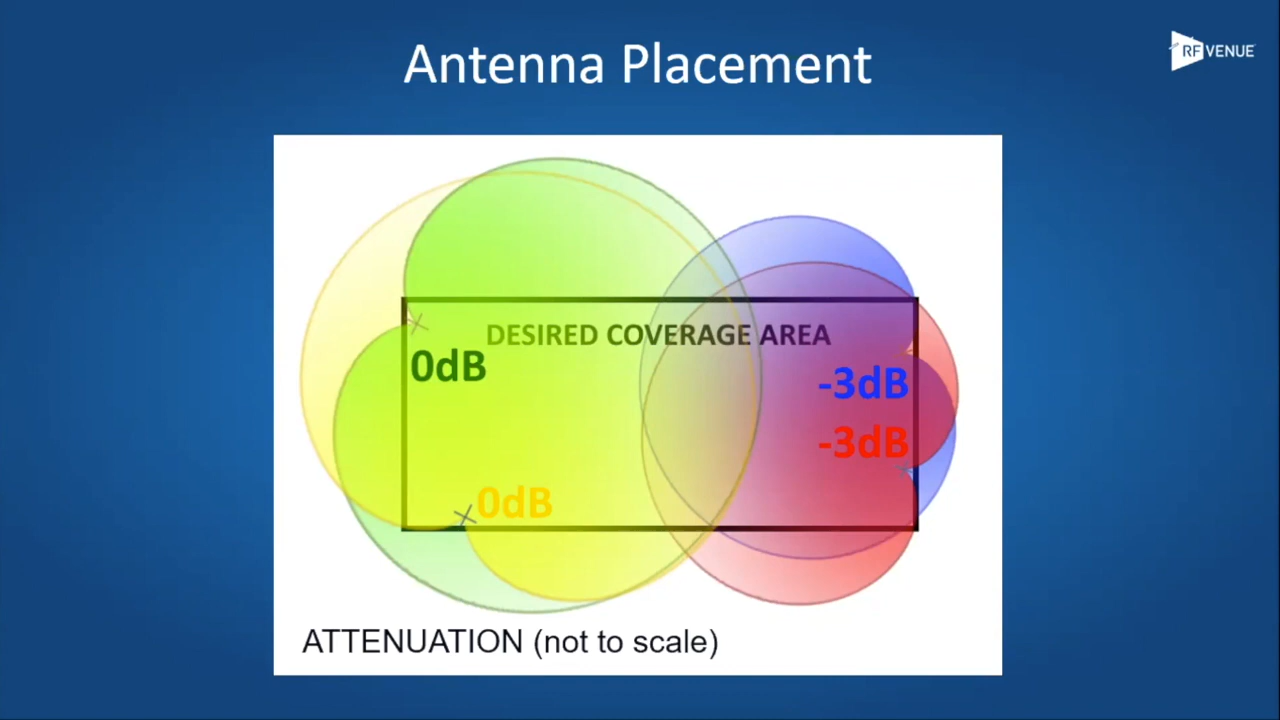 Antenna Placement
RF VENUE
DESIRED COVERAGE AREA
0dB
-3dB
-3dB
0dB
ATTENUATION (not to scale)